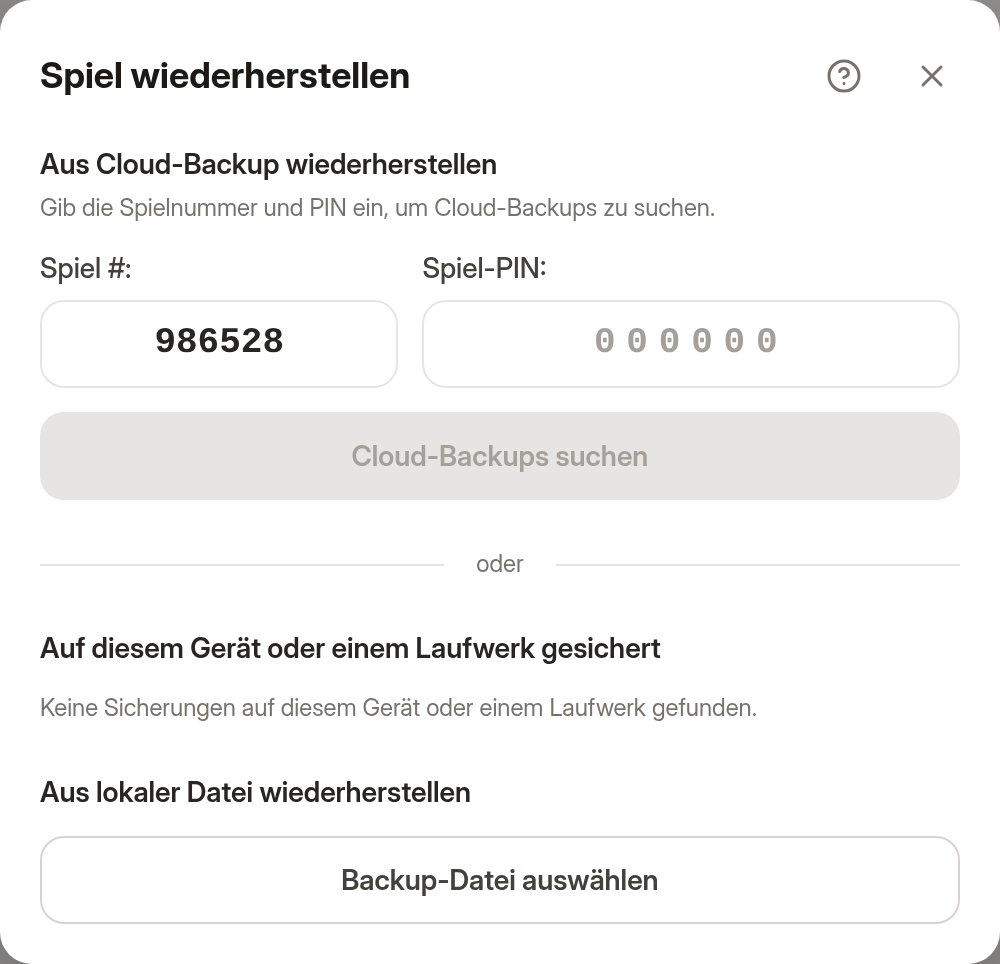 Spiel wiederherstellen
Aus Cloud-Backup wiederherstellen
Gib die Spielnummer und PIN ein, um Cloud-Backups zu suchen.
Spiel #: Spiel-PIN:
986528 000000
Cloud-Backups suchen
oder
Auf diesem Gerät oder einem Laufwerk gesichert
Keine Sicherungen auf diesem Gerät oder einem Laufwerk gefunden.
Aus lokaler Datei wiederherstellen
Backup-Datei auswählen